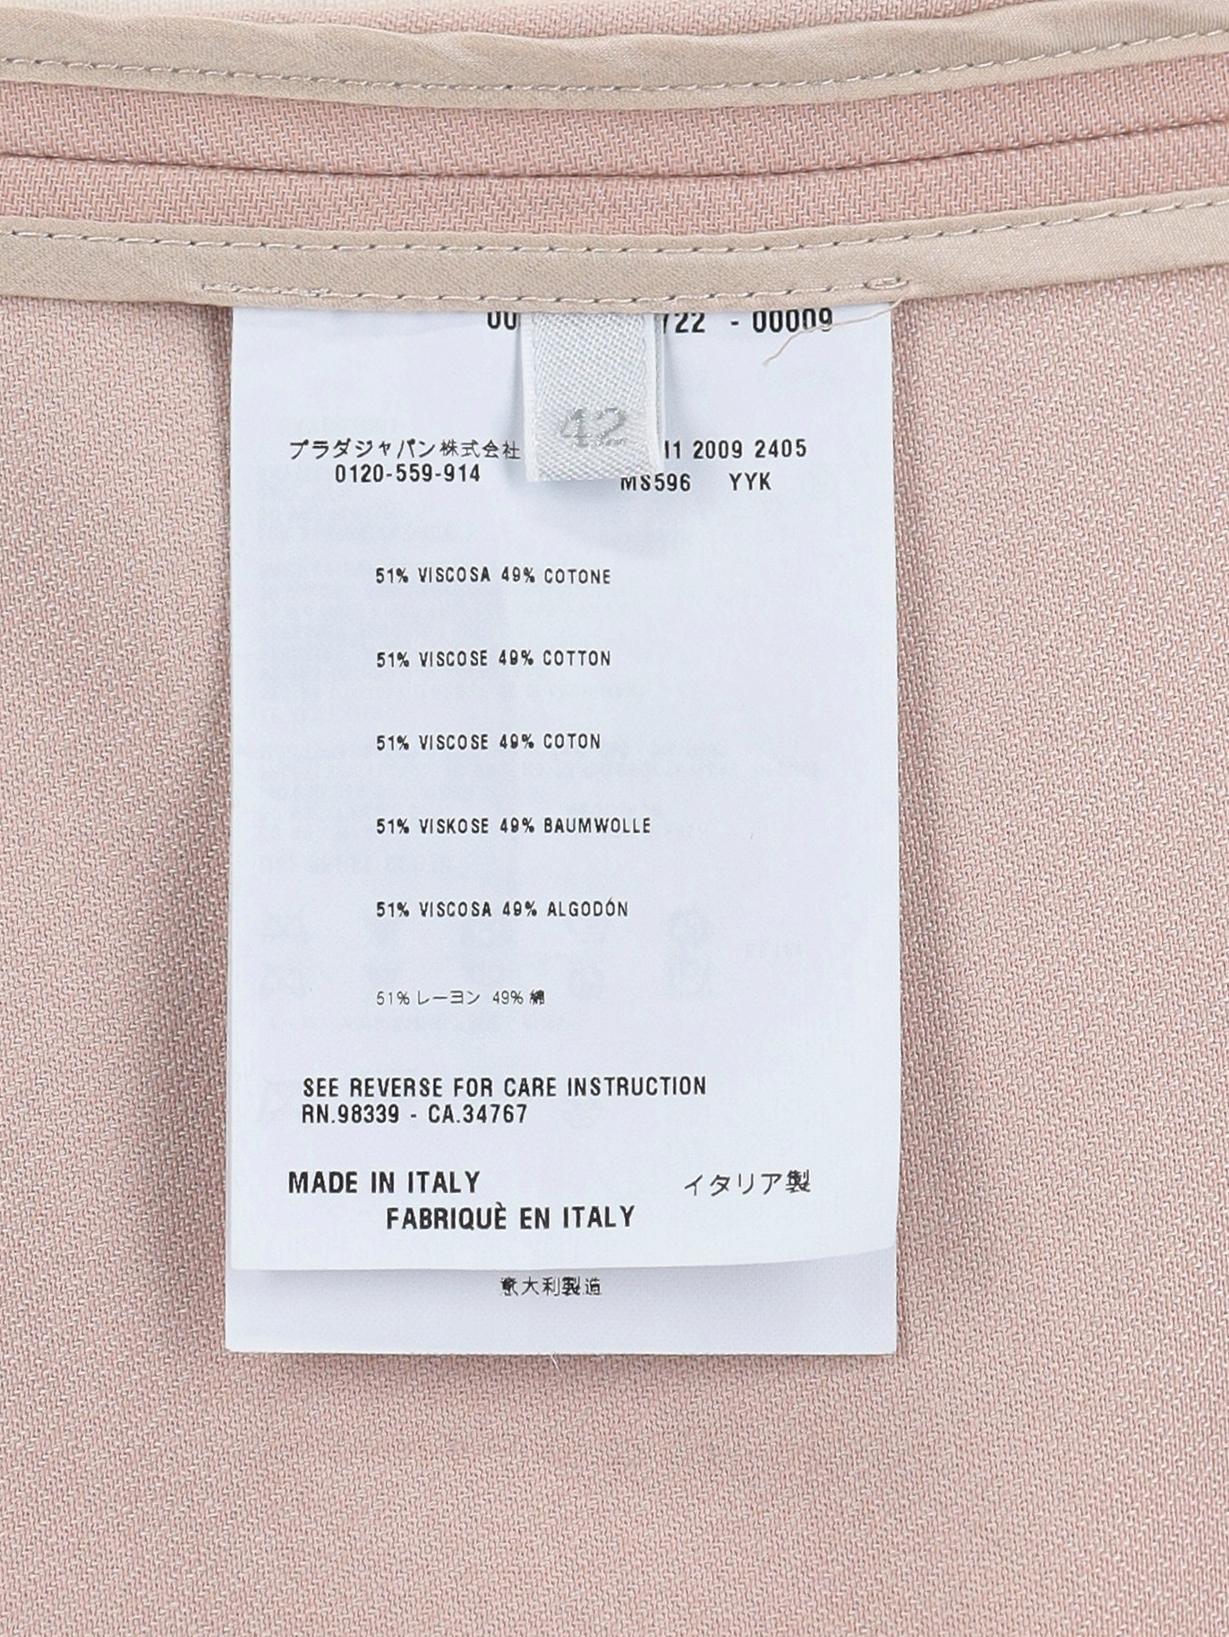 - 00009
42
プラダジャパン株式会社 2009 2405
0120-559-914 MS596 YYK
51% VISCOSA 49% COTONE
51% VISCOSE 49% COTTON
51% VISCOSE 49% COTON
51% VISKOSE 49% BAUMWOLLE
51% VISCOSA 49% ALGODÓN
51% レーヨン 49% 綿
SEE REVERSE FOR CARE INSTRUCTION
RN.98339 - CA.34767
MADE IN ITALY イタリア製
FABRIQUÈ EN ITALY
意大利製造